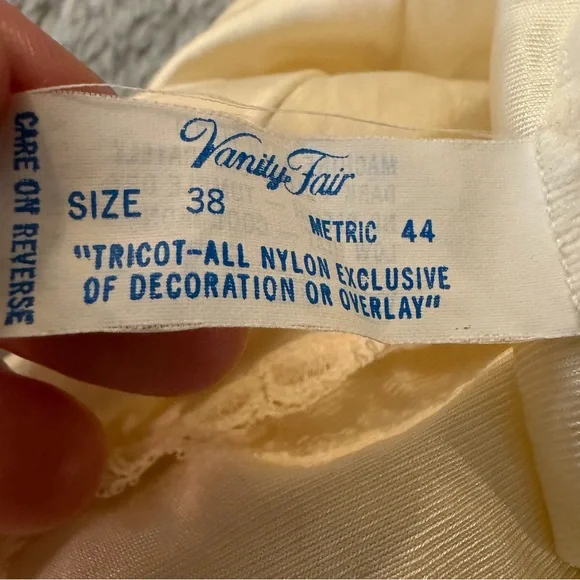 Vanity Fair
SIZE 38
METRIC 44
"TRICOT-ALL NYLON EXCLUSIVE
OF DECORATION OR OVERLAY"
CARE ON REVERSE